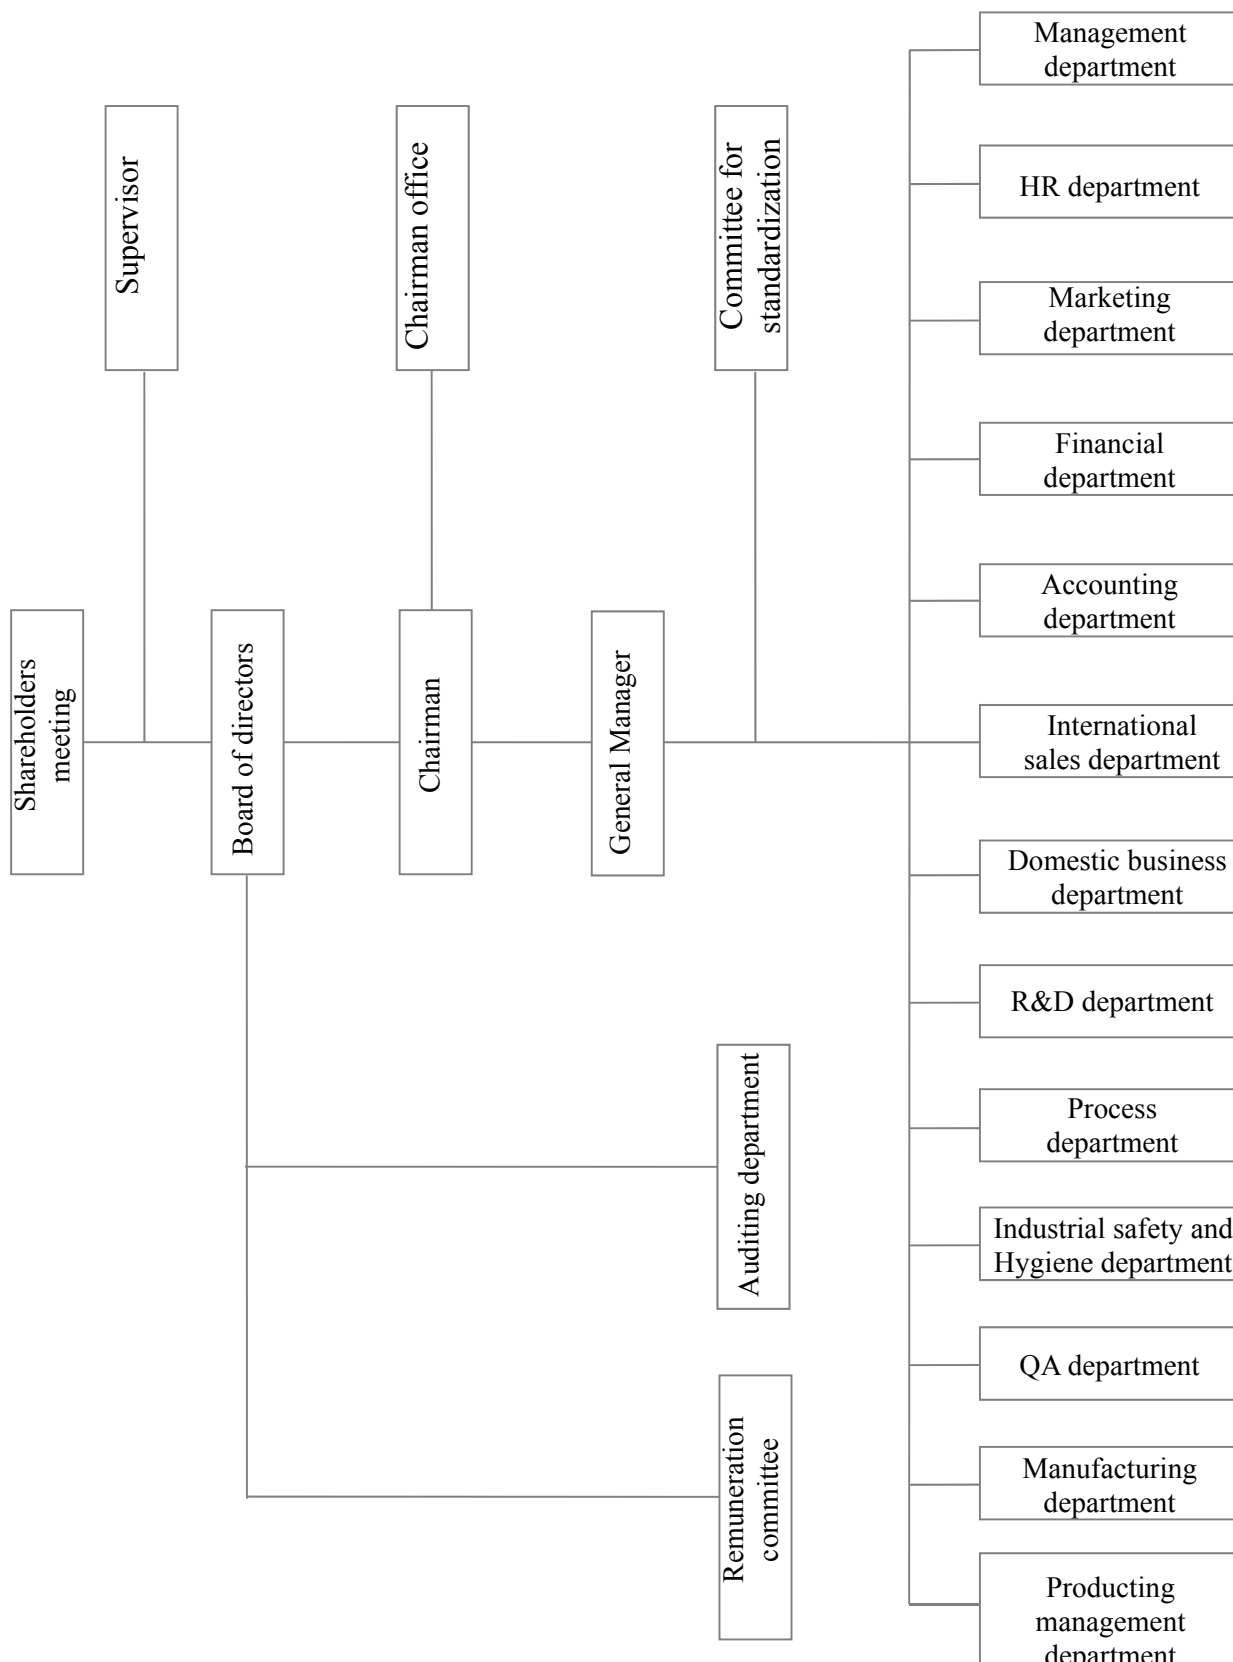 Shareholders
meeting
Supervisor
Board of directors
Chairman office
Chairman
General Manager
Committee for
standardization
Auditing department
Remuneration
committee
Management
department
HR department
Marketing
department
Financial
department
Accounting
department
International
sales department
Domestic business
department
R&D department
Process
department
Industrial safety and
Hygiene department
QA department
Manufacturing
department
Producting
management
department